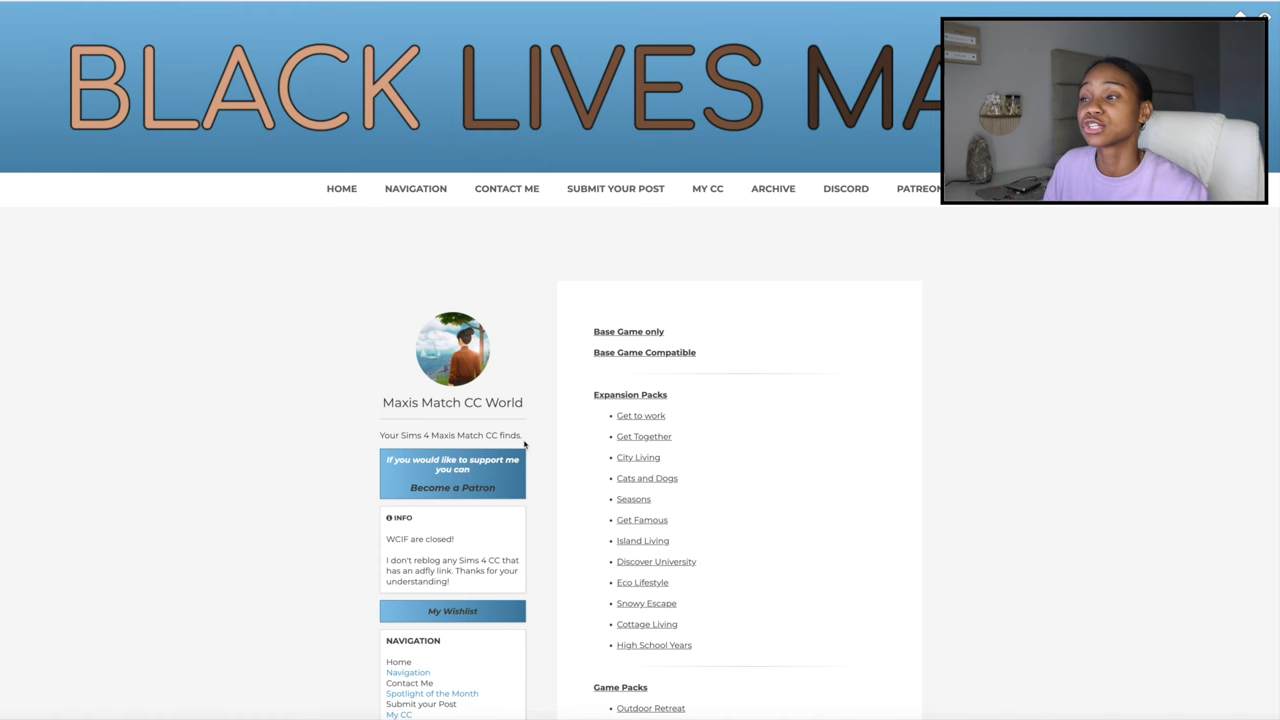 BLACK LIVES MA
HOME NAVIGATION CONTACT ME SUBMIT YOUR POST MY CC ARCHIVE DISCORD PATREON
Maxis Match CC World
Your Sims 4 Maxis Match CC finds.
If you would like to support me
you can
Become a Patron
INFO
WCIF are closed!
I don't reblog any Sims 4 CC that
has an adfly link. Thanks for your
understanding!
My Wishlist
NAVIGATION
Home
Navigation
Contact Me
Spotlight of the Month
Submit your Post
My CC
Base Game only
Base Game Compatible
Expansion Packs
• Get to work
• Get Together
• City Living
• Cats and Dogs
• Seasons
• Get Famous
• Island Living
• Discover University
• Eco Lifestyle
• Snowy Escape
• Cottage Living
• High School Years
Game Packs
• Outdoor Retreat